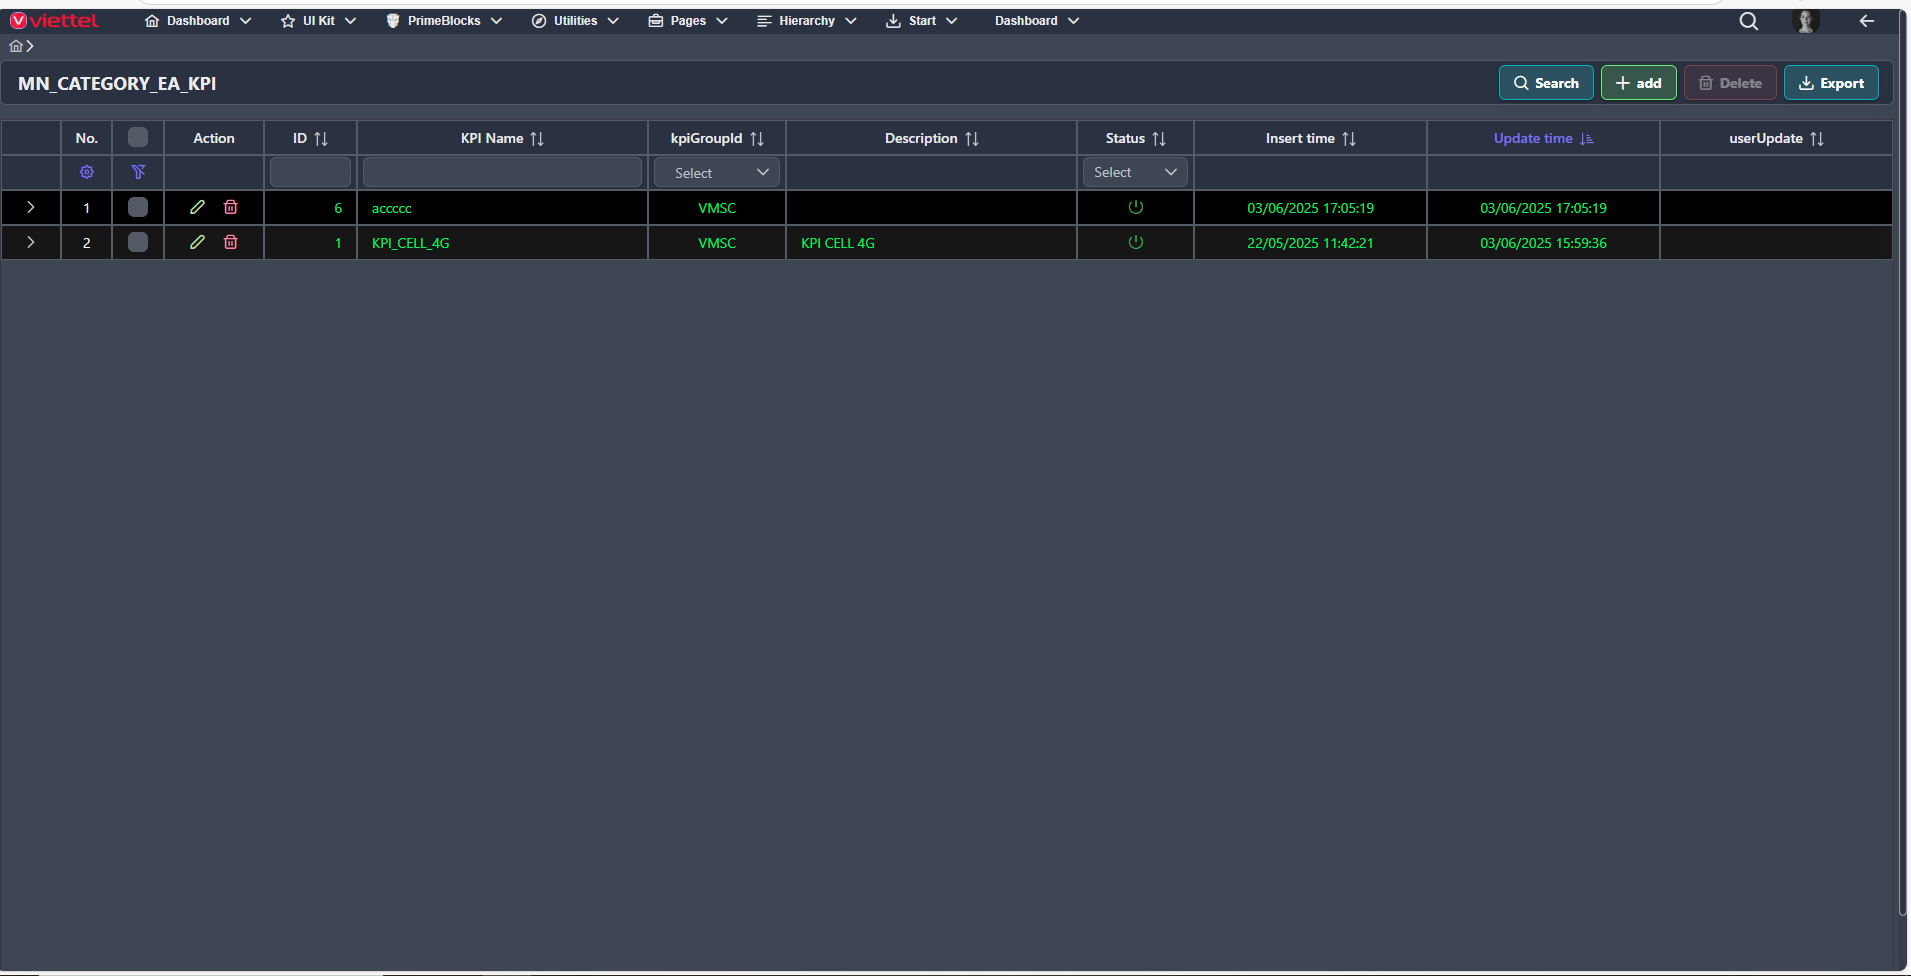 viettel Dashboard UI Kit PrimeBlocks Utilities Pages Hierarchy Start Dashboard
MN_CATEGORY_EA_KPI Search add Delete Export
No. Action ID KPI Name kpiGroupId Description Status Insert time Update time userUpdate
Select Select
1 6 accccc VMSC 03/06/2025 17:05:19 03/06/2025 17:05:19
2 1 KPI_CELL_4G VMSC KPI CELL 4G 22/05/2025 11:42:21 03/06/2025 15:59:36